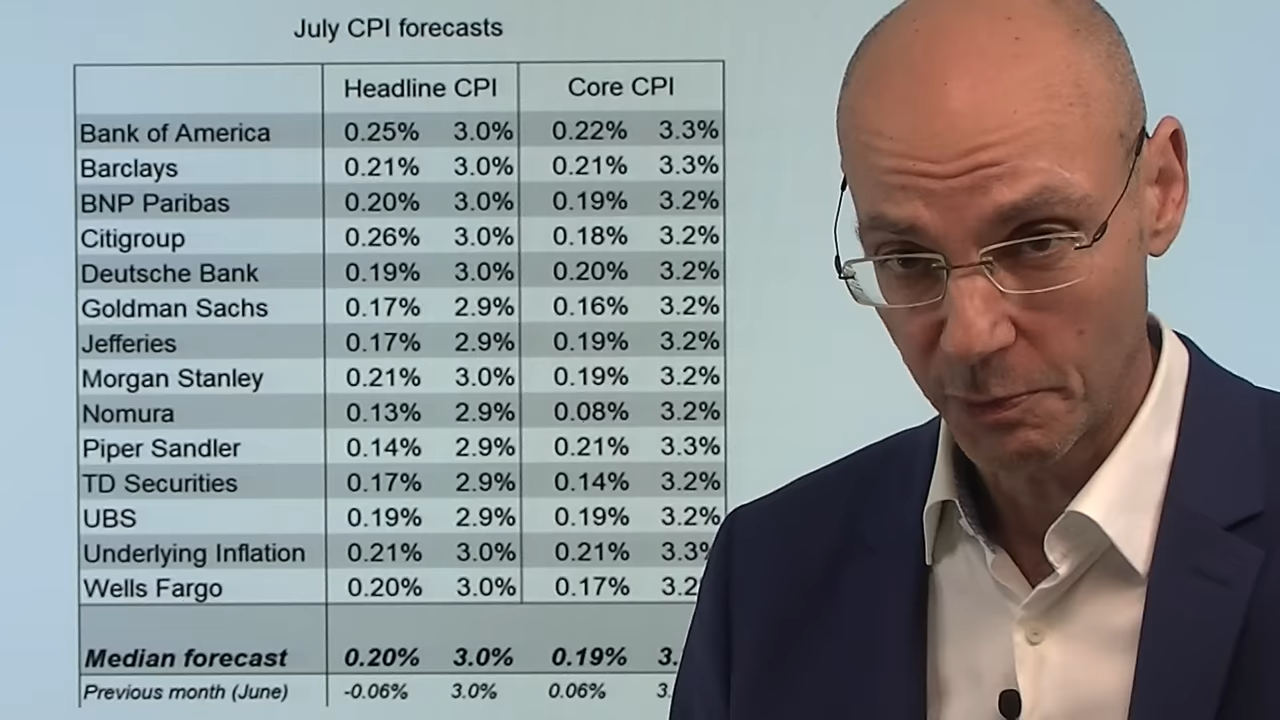 July CPI forecasts
Headline CPI Core CPI
Bank of America 0.25% 3.0% 0.22% 3.3%
Barclays 0.21% 3.0% 0.21% 3.3%
BNP Paribas 0.20% 3.0% 0.19% 3.2%
Citigroup 0.26% 3.0% 0.18% 3.2%
Deutsche Bank 0.19% 3.0% 0.20% 3.2%
Goldman Sachs 0.17% 2.9% 0.16% 3.2%
Jefferies 0.17% 2.9% 0.19% 3.2%
Morgan Stanley 0.21% 3.0% 0.19% 3.2%
Nomura 0.13% 2.9% 0.08% 3.2%
Piper Sandler 0.14% 2.9% 0.21% 3.3%
TD Securities 0.17% 2.9% 0.14% 3.2%
UBS 0.19% 2.9% 0.19% 3.2%
Underlying Inflation 0.21% 3.0% 0.21% 3.3%
Wells Fargo 0.20% 3.0% 0.17% 3.2
Median forecast 0.20% 3.0% 0.19% 3.
Previous month (June) -0.06% 3.0% 0.06% 3.